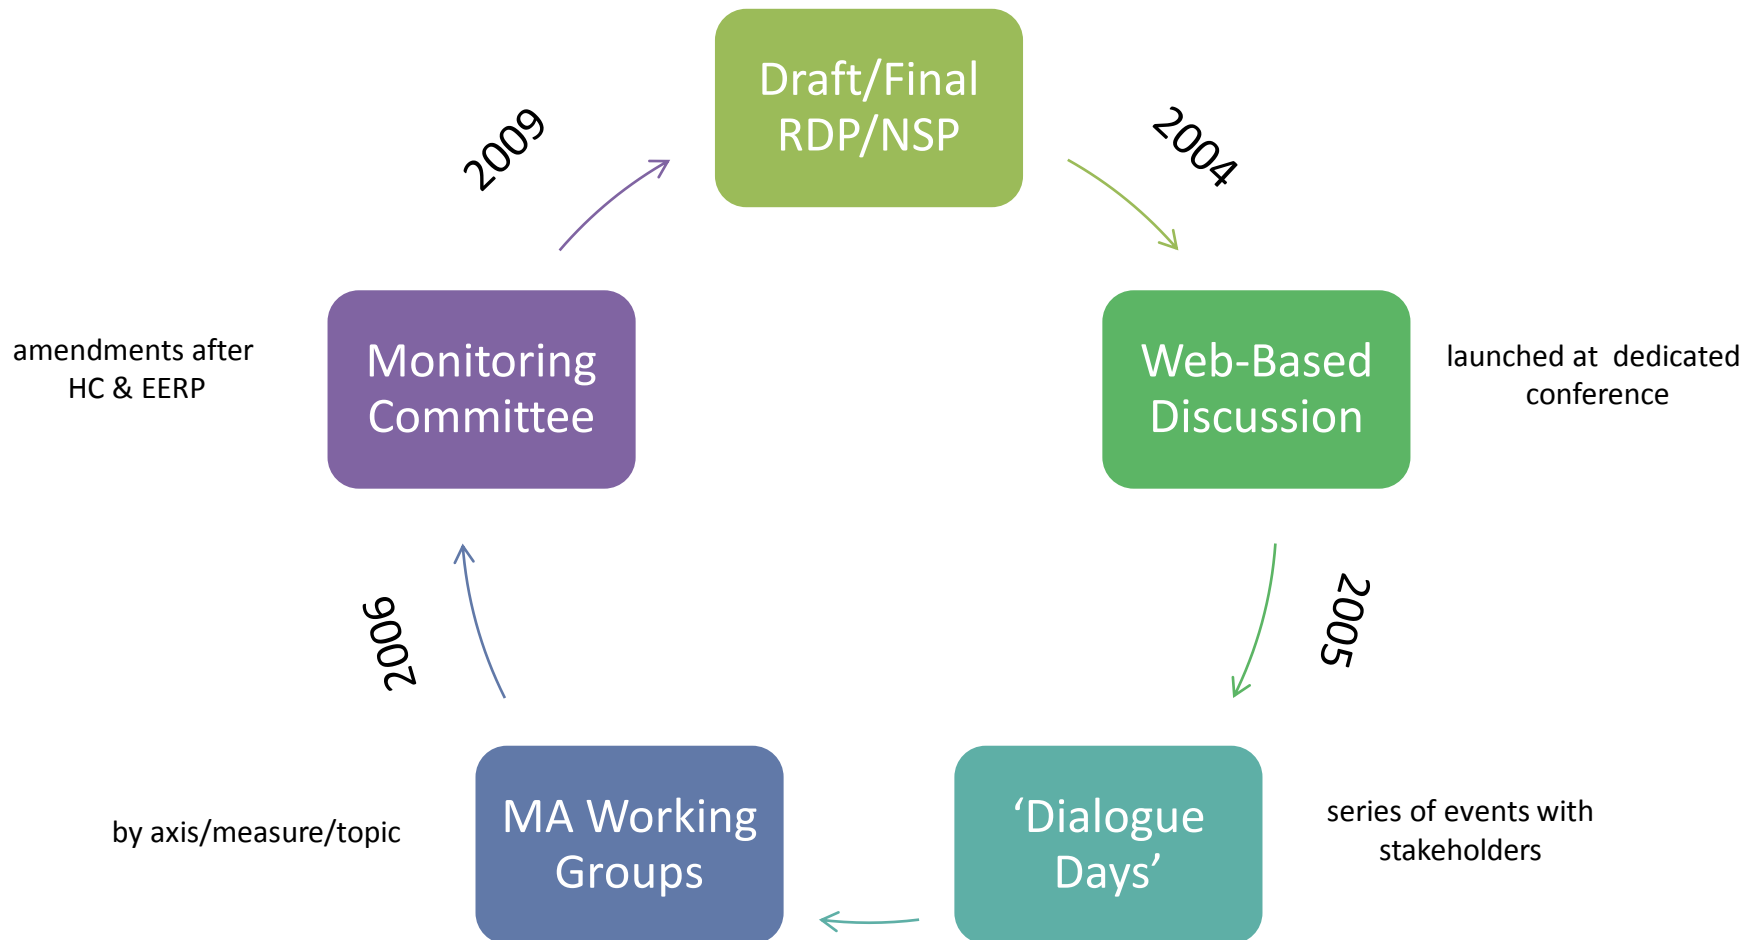 Draft/Final
RDP/NSP
2004
Web-Based
Discussion
launched at dedicated
conference
2005
‘Dialogue
Days’
series of events with
stakeholders
MA Working
Groups
by axis/measure/topic
2006
Monitoring
Committee
amendments after
HC & EERP
2009